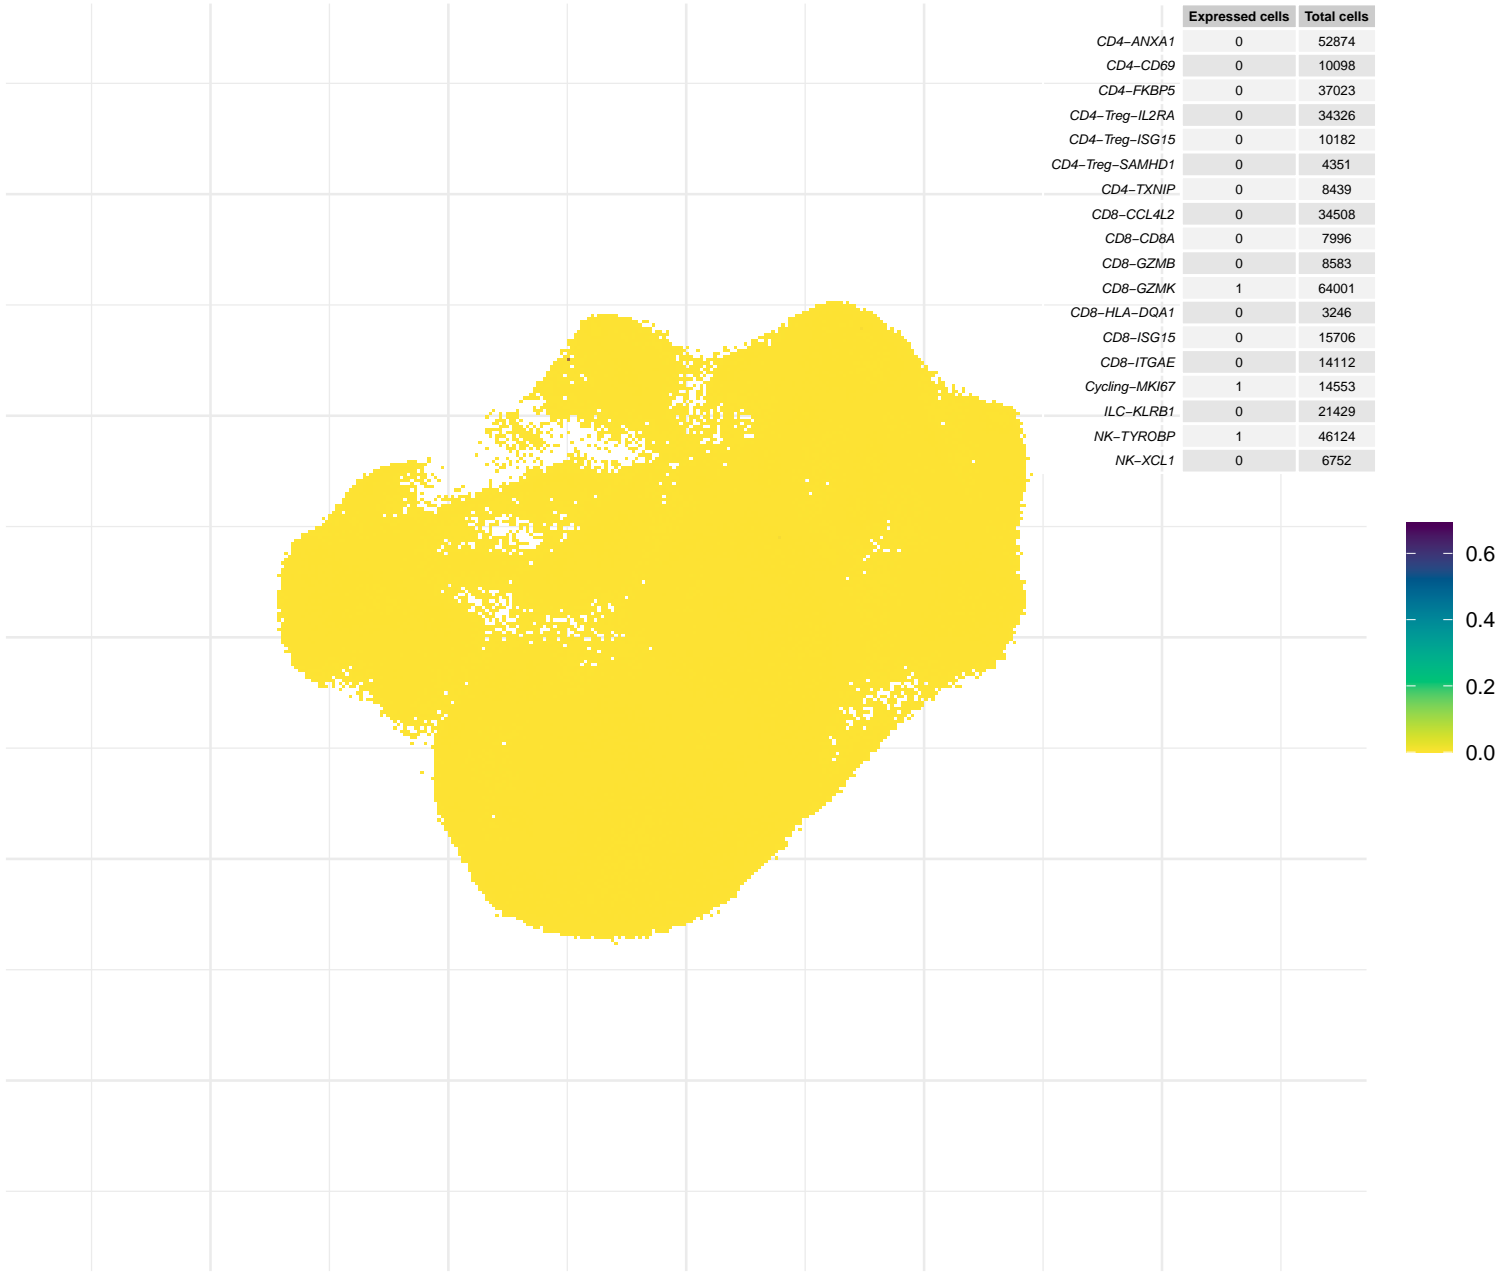 Expressed cells Total cells
CD4−ANXA1 0 52874
CD4−CD69 0 10098
CD4−FKBP5 0 37023
CD4−Treg−IL2RA 0 34326
CD4−Treg−ISG15 0 10182
CD4−Treg−SAMHD1 0 4351
CD4−TXNIP 0 8439
CD8−CCL4L2 0 34508
CD8−CD8A 0 7996
CD8−GZMB 0 8583
CD8−GZMK 1 64001
CD8−HLA−DQA1 0 3246
CD8−ISG15 0 15706
CD8−ITGAE 0 14112
Cycling−MKI67 1 14553
ILC−KLRB1 0 21429
NK−TYROBP 1 46124
NK−XCL1 0 6752
0.6
0.4
0.2
0.0